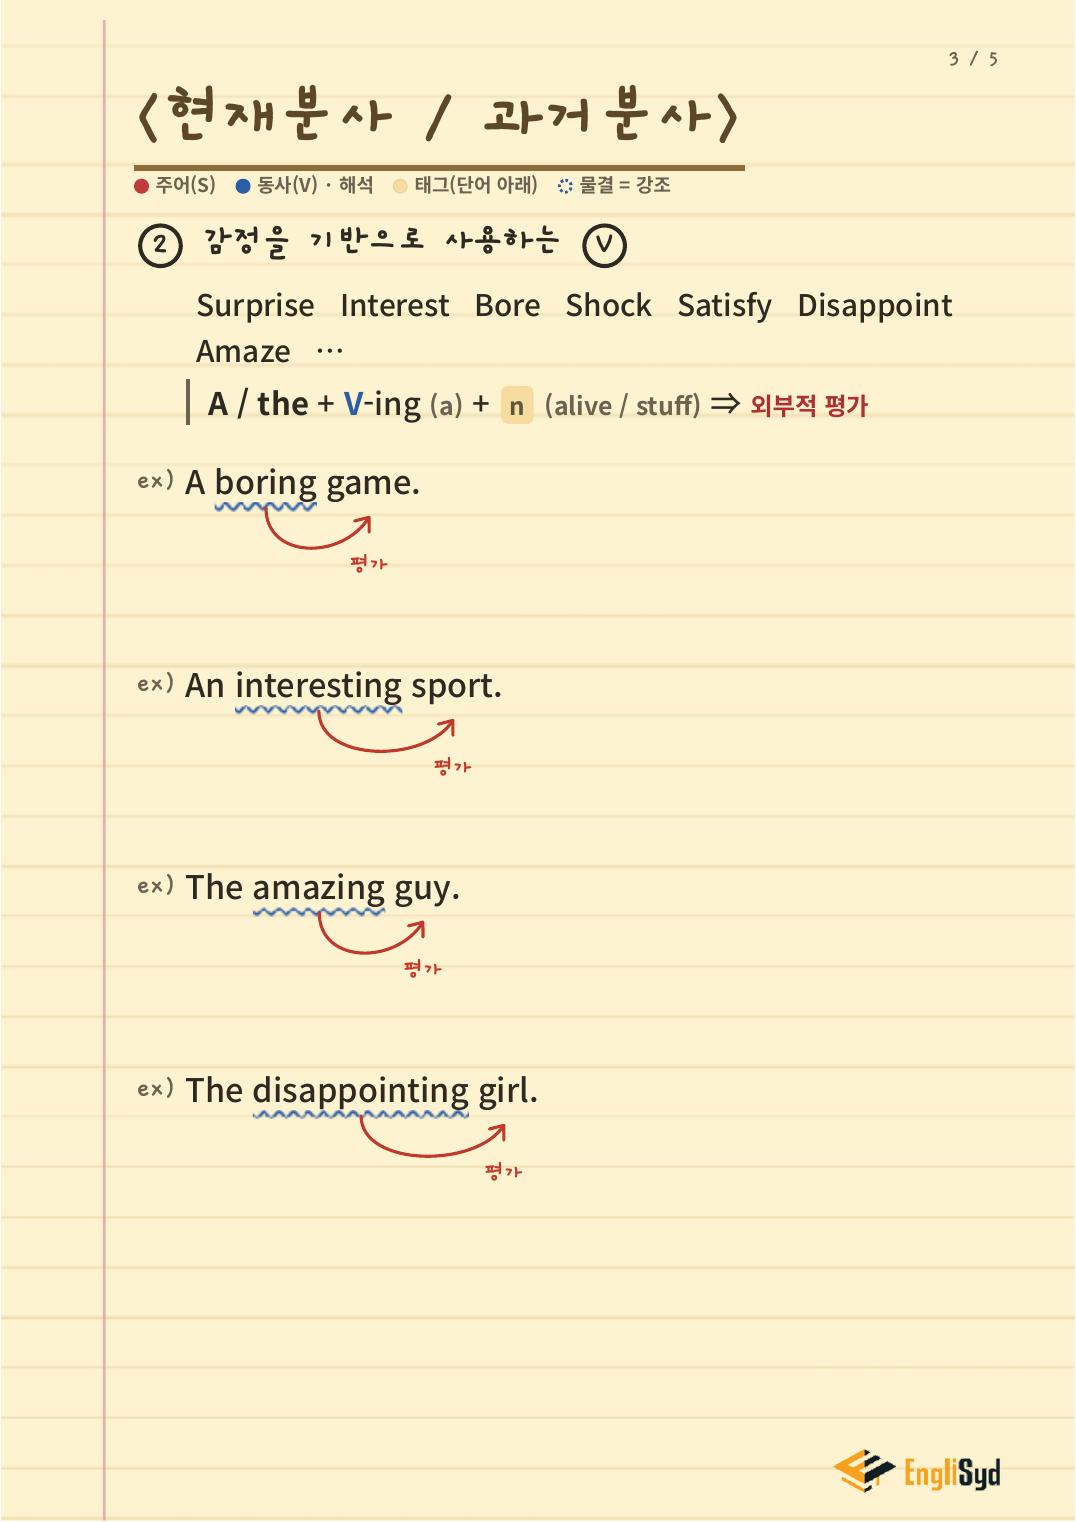 3 / 5
<현재분사 / 과거분사>
주어(S) 동사(V) · 해석 태그(단어 아래) 물결 = 강조
② 감정을 기반으로 사용하는 Ⓥ
Surprise Interest Bore Shock Satisfy Disappoint
Amaze ···
A / the + V-ing (a) + n (alive / stuff) ⇒ 외부적 평가
ex) A boring game.
평가
ex) An interesting sport.
평가
ex) The amazing guy.
평가
ex) The disappointing girl.
평가
EngliSyd